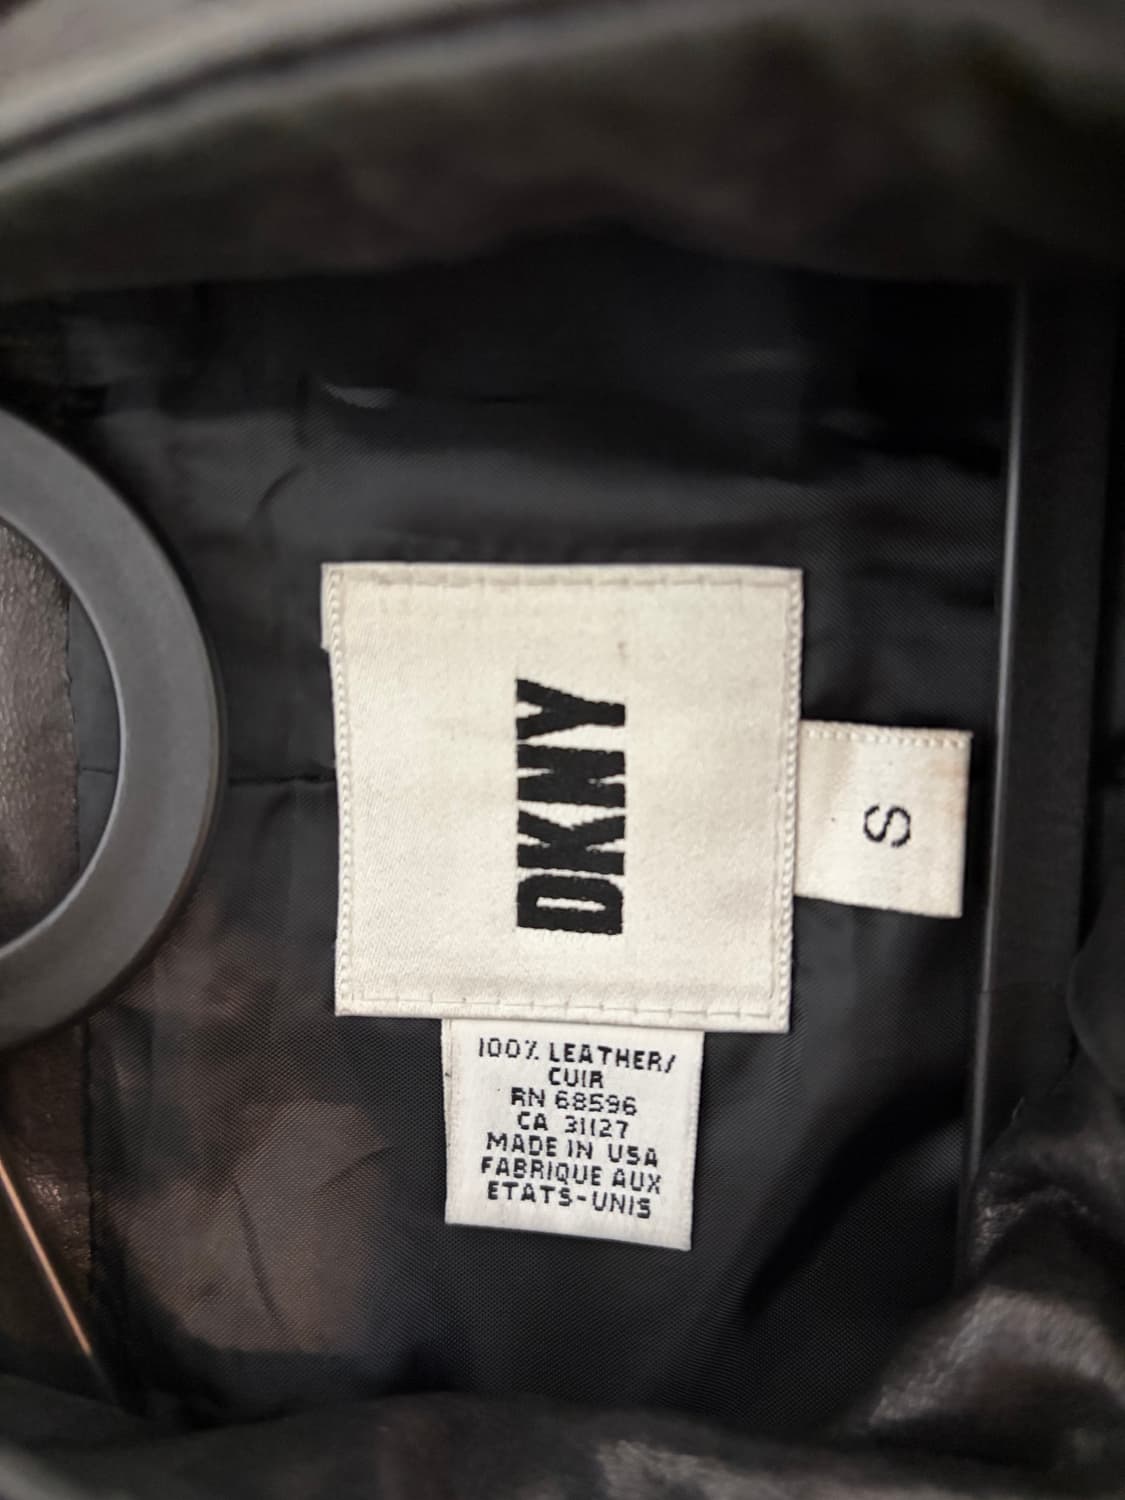 DKNY
S
100% LEATHER/
CUIR
RN 68596
CA 31127
MADE IN USA
FABRIQUE AUX
ETATS-UNIS